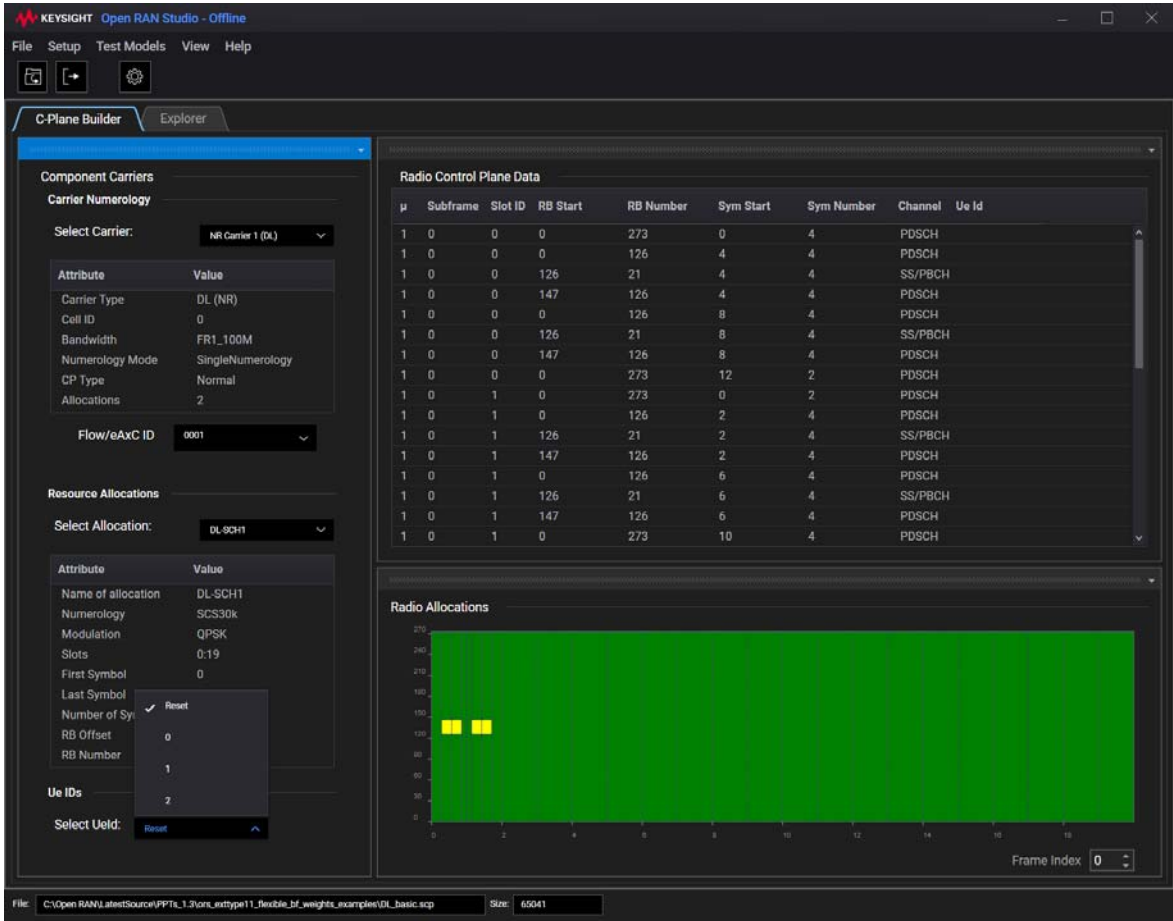 KEYSIGHT Open RAN Studio - Offline
File Setup Test Models View Help
C-Plane Builder Explorer
Component Carriers
Carrier Numerology
Select Carrier: NR Carrier 1 (DL)
Attribute Value
Carrier Type DL (NR)
Cell ID 0
Bandwidth FR1_100M
Numerology Mode SingleNumerology
CP Type Normal
Allocations 2
Flow/eAxC ID 0001
Resource Allocations
Select Allocation: DL-SCH1
Attribute Value
Name of allocation DL-SCH1
Numerology SCS30k
Modulation QPSK
Slots 0:19
First Symbol 0
Last Symbol
Number of Sy
RB Offset
RB Number
Reset
0
1
2
Ue IDs
Select UeId: Reset
Radio Control Plane Data
µ Subframe Slot ID RB Start RB Number Sym Start Sym Number Channel Ue Id
1 0 0 0 273 0 4 PDSCH
1 0 0 0 126 4 4 PDSCH
1 0 0 126 21 4 4 SS/PBCH
1 0 0 147 126 4 4 PDSCH
1 0 0 0 126 8 4 PDSCH
1 0 0 126 21 8 4 SS/PBCH
1 0 0 147 126 8 4 PDSCH
1 0 0 0 273 12 2 PDSCH
1 0 1 0 273 0 2 PDSCH
1 0 1 0 126 2 4 PDSCH
1 0 1 126 21 2 4 SS/PBCH
1 0 1 147 126 2 4 PDSCH
1 0 1 0 126 6 4 PDSCH
1 0 1 126 21 6 4 SS/PBCH
1 0 1 147 126 6 4 PDSCH
1 0 1 0 273 10 4 PDSCH
Radio Allocations
270
240
210
180
150
120
90
60
30
0
0 2 4 6 8 10 12 14 16 18
Frame Index 0
File: C:\Open RAN\LatestSource\PPTs_1.3\ors_exttype11_flexible_bf_weights_examples\DL_basic.scp Size: 65041